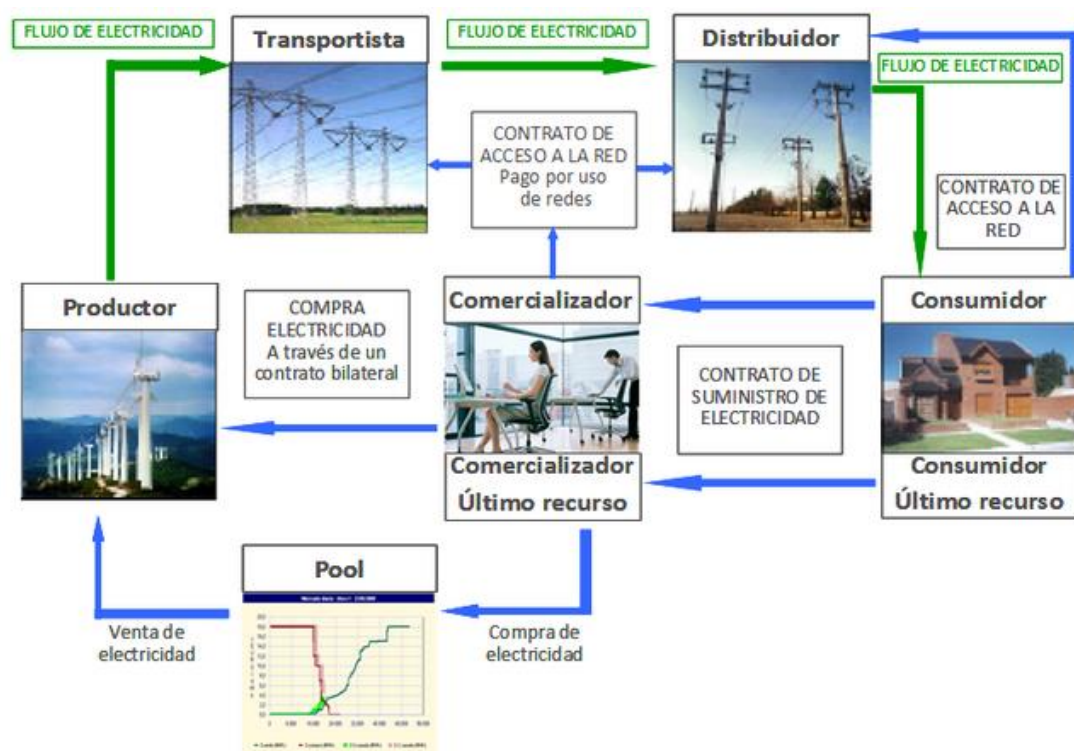 FLUJO DE ELECTRICIDAD
Transportista
FLUJO DE ELECTRICIDAD
Distribuidor
FLUJO DE ELECTRICIDAD
CONTRATO DE
ACCESO A LA RED
Pago por uso
de redes
CONTRATO DE
ACCESO A LA
RED
Productor
COMPRA
ELECTRICIDAD
A través de un
contrato bilateral
Comercializador
Consumidor
CONTRATO DE
SUMINISTRO DE
ELECTRICIDAD
Comercializador
Último recurso
Consumidor
Último recurso
Pool
Venta de
electricidad
Compra de
electricidad